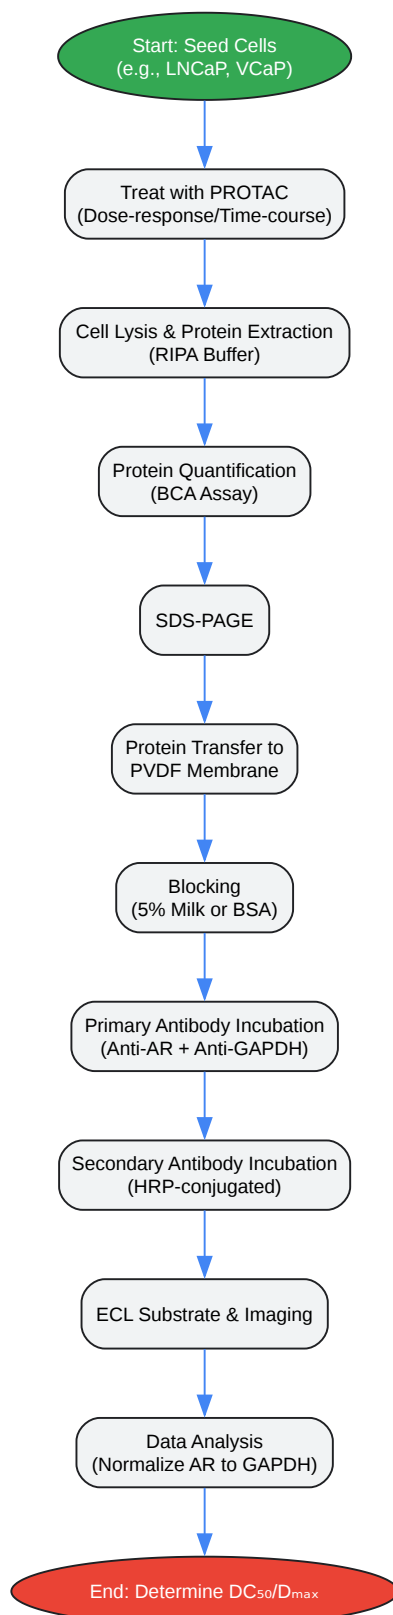 Start: Seed Cells
(e.g., LNCaP, VCaP)
Treat with PROTAC
(Dose-response/Time-course)
Cell Lysis & Protein Extraction
(RIPA Buffer)
Protein Quantification
(BCA Assay)
SDS-PAGE
Protein Transfer to
PVDF Membrane
Blocking
(5% Milk or BSA)
Primary Antibody Incubation
(Anti-AR + Anti-GAPDH)
Secondary Antibody Incubation
(HRP-conjugated)
ECL Substrate & Imaging
Data Analysis
(Normalize AR to GAPDH)
End: Determine DC₅₀/Dₘₐₓ